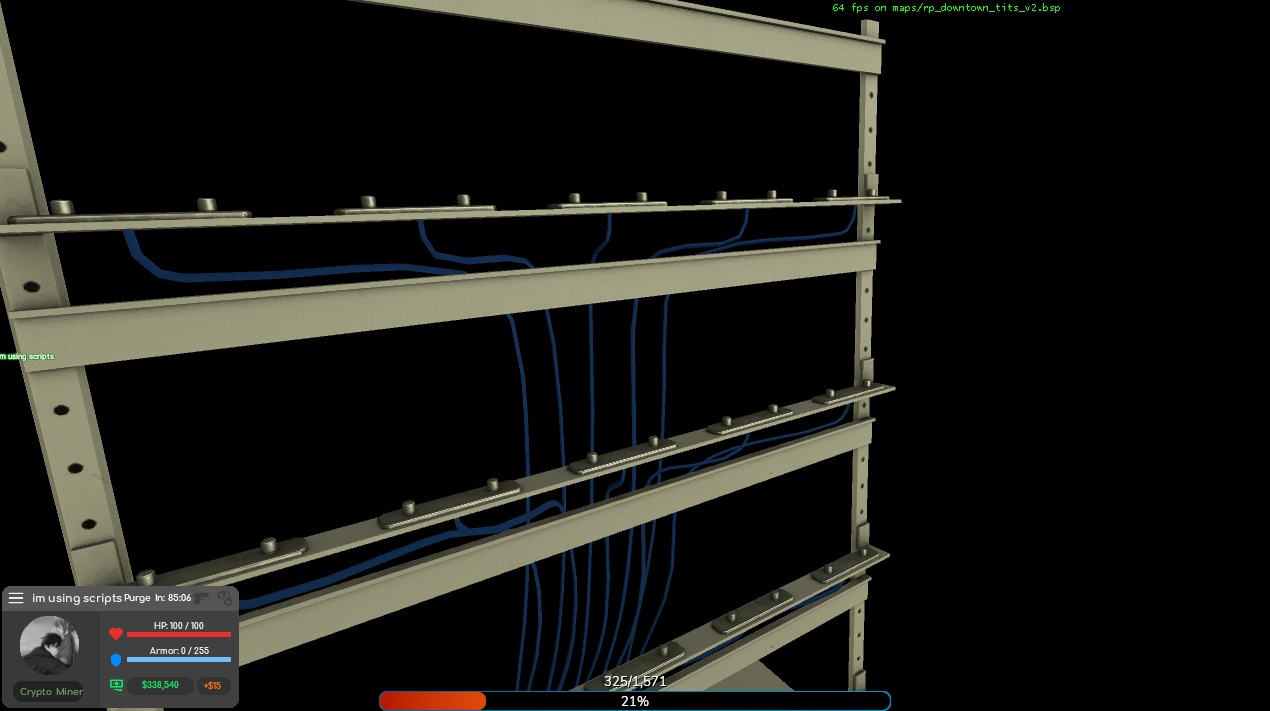 64 fps on maps/rp_downtown_tits_v2.bsp
m using scripts
im using scripts Purge In: 85:06
HP: 100 / 100
Armor: 0 / 255
Crypto Miner
$338,540 +$15
325/1,571
21%